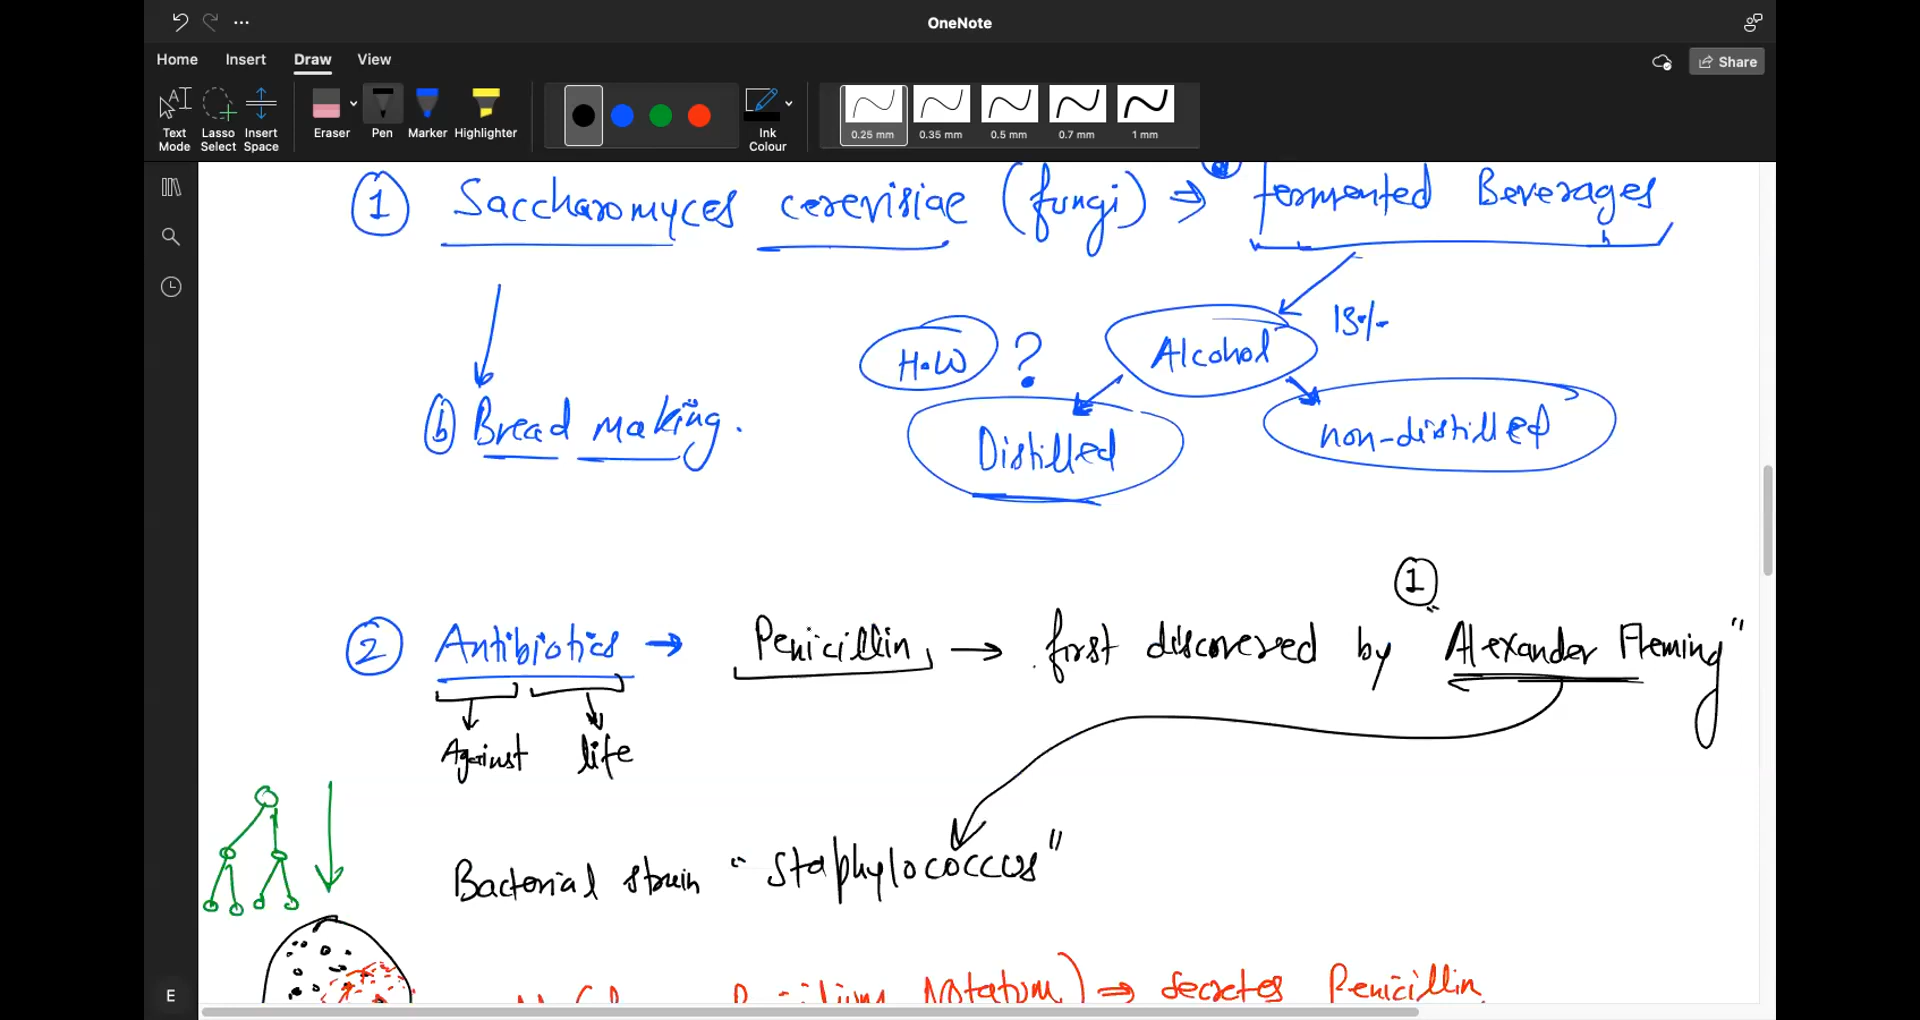 OneNote
Home Insert Draw View
Share
Text Mode
Lasso Select
Insert Space
Eraser
Pen
Marker
Highlighter
Ink Colour
0.25 mm
0.35 mm
0.5 mm
0.7 mm
1 mm
1 Saccharomyces cerevisiae (fungi) → fermented Beverages
H.W ? Alcohol
b Bread making.
Distilled non-distilled
1
2 Antibiotics → Penicillin → first discovered by "Alexander Fleming"
Against life
Bacterial strain "Staphylococcus"
Notatum) → secretes Penicillin
E